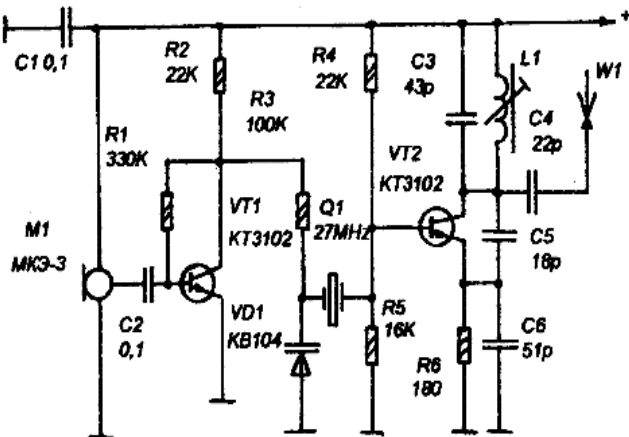 +
C1 0,1
R2
22K
R4
22K
C3
43p
L1
W1
R3
100K
C4
22p
R1
330K
VT2
KT3102
VT1
KT3102
Q1
27MHz
M1
МКЭ-3
C5
18p
VD1
KB104
C2
0,1
R5
16K
R6
180
C6
51p